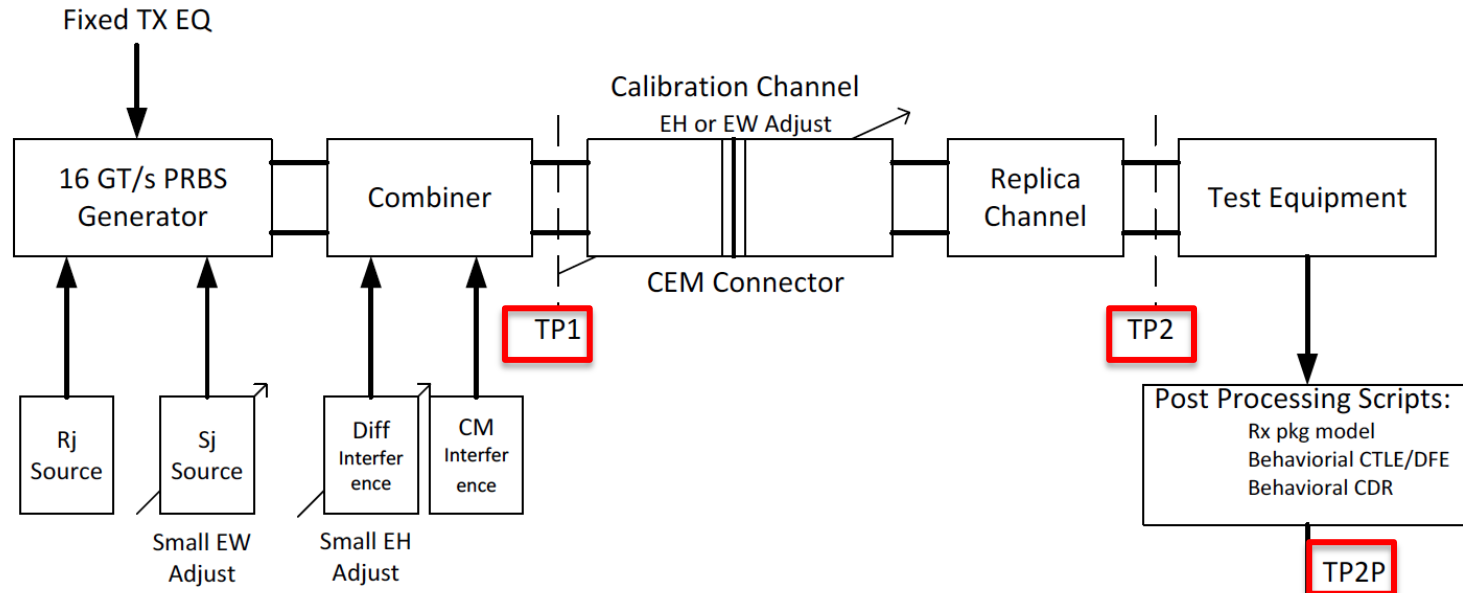 Fixed TX EQ
Calibration Channel
EH or EW Adjust
16 GT/s PRBS
Generator
Combiner
Replica
Channel
Test Equipment
CEM Connector
TP1
TP2
Rj
Source
Sj
Source
Diff
Interfer
ence
CM
Interfer
ence
Small EW
Adjust
Small EH
Adjust
Post Processing Scripts:
Rx pkg model
Behaviorial CTLE/DFE
Behavioral CDR
TP2P